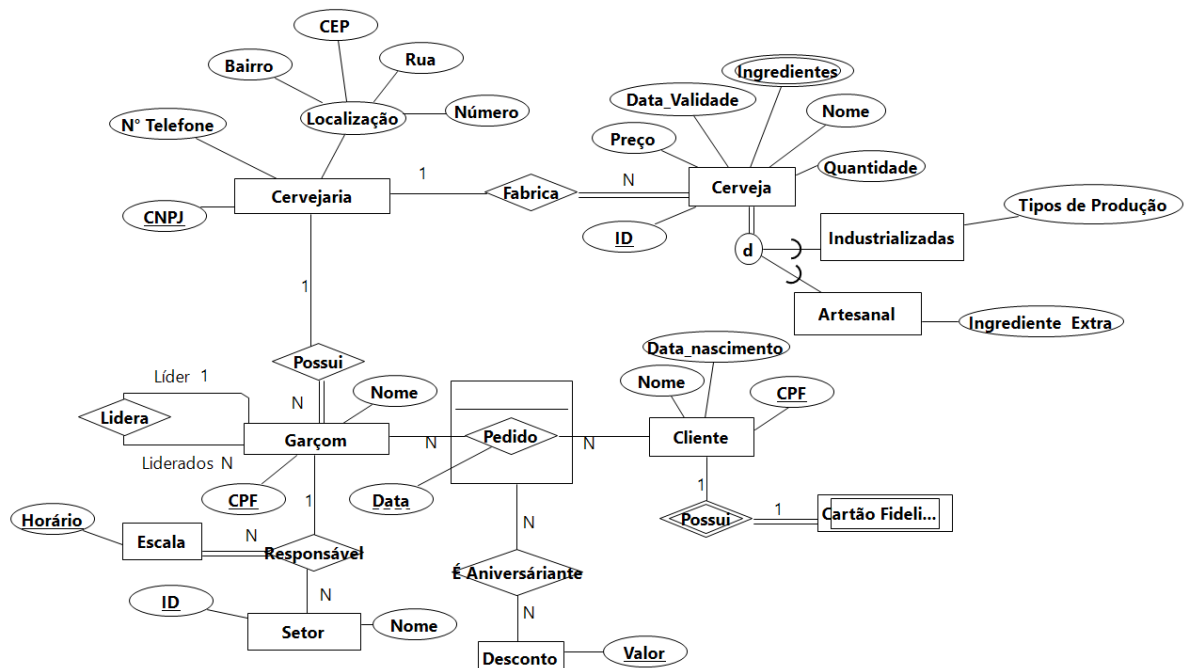 CEP
Bairro
Rua
Ingredientes
Data_Validade
Nome
N° Telefone
Localização
Número
Preço
Quantidade
Cervejaria
1
Fabrica
N
Cerveja
Tipos de Produção
CNPJ
ID
d
Industrializadas
1
Artesanal
Ingrediente Extra
Possui
Data_nascimento
Líder 1
Nome
Nome
CPF
N
Lidera
Garçom
N
Pedido
N
Cliente
Liderados N
CPF
1
Data
1
Horário
Escala
N
Responsável
N
Possui
1
Cartão Fideli...
É Aniversáriante
ID
N
Setor
Nome
N
Desconto
Valor